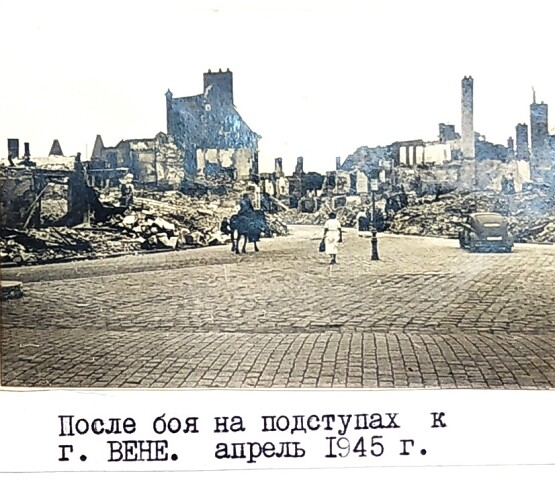 После боя на подступах к
г. ВЕНЕ. апрель 1945 г.